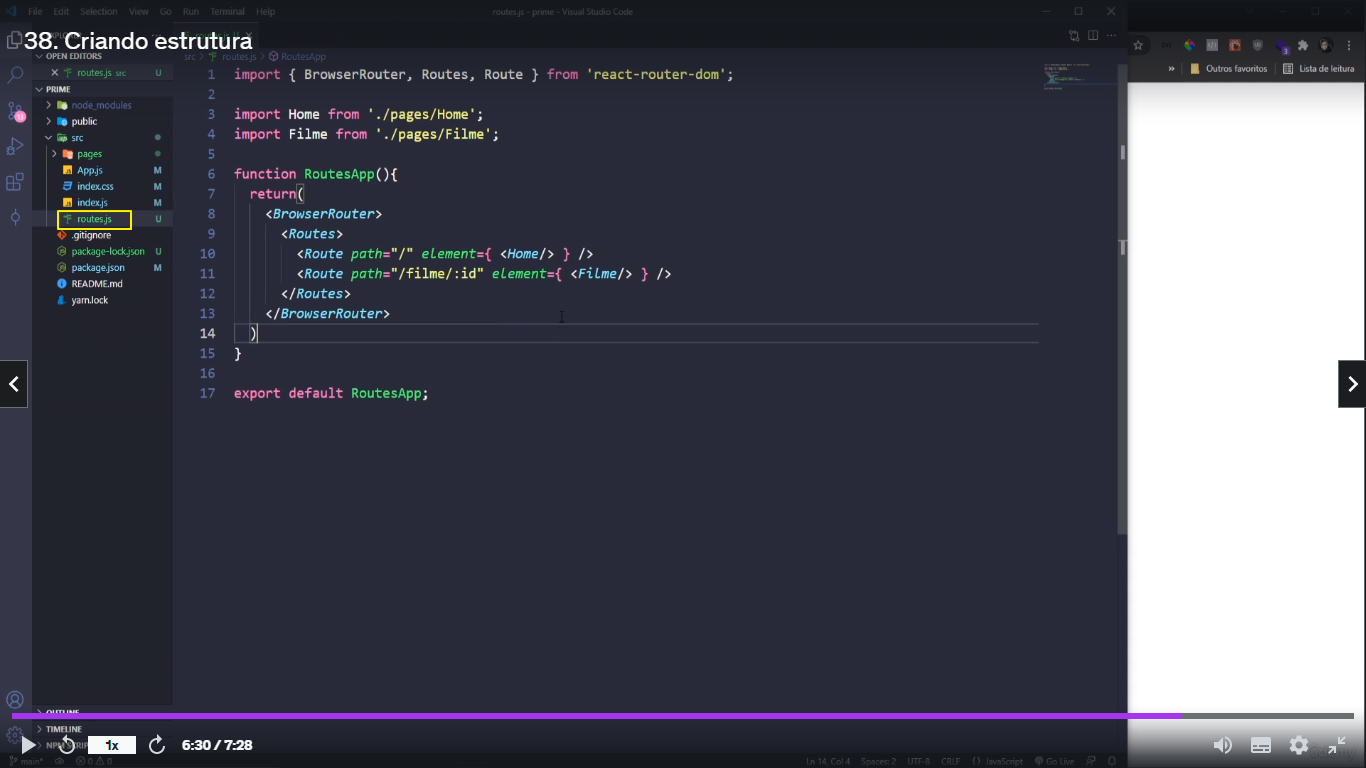 File Edit Selection View Go Run Terminal Help
routes.js - prime - Visual Studio Code
38. Criando estrutura
OPEN EDITORS
routes.js src U
PRIME
node_modules
public
src
pages
App.js M
index.css M
index.js M
routes.js U
.gitignore
package-lock.json U
package.json M
README.md
yarn.lock
src > routes.js > RoutesApp
1 import { BrowserRouter, Routes, Route } from 'react-router-dom';
2
3 import Home from './pages/Home';
4 import Filme from './pages/Filme';
5
6 function RoutesApp(){
7 return(
8 <BrowserRouter>
9 <Routes>
10 <Route path="/" element={ <Home/> } />
11 <Route path="/filme/:id" element={ <Filme/> } />
12 </Routes>
13 </BrowserRouter>
14 )
15 }
16
17 export default RoutesApp;
» Outros favoritos Lista de leitura
OUTLINE
TIMELINE
1x 6:30 / 7:28
main* 0 0
Ln 14, Col 4 Spaces: 2 UTF-8 CRLF JavaScript Go Live